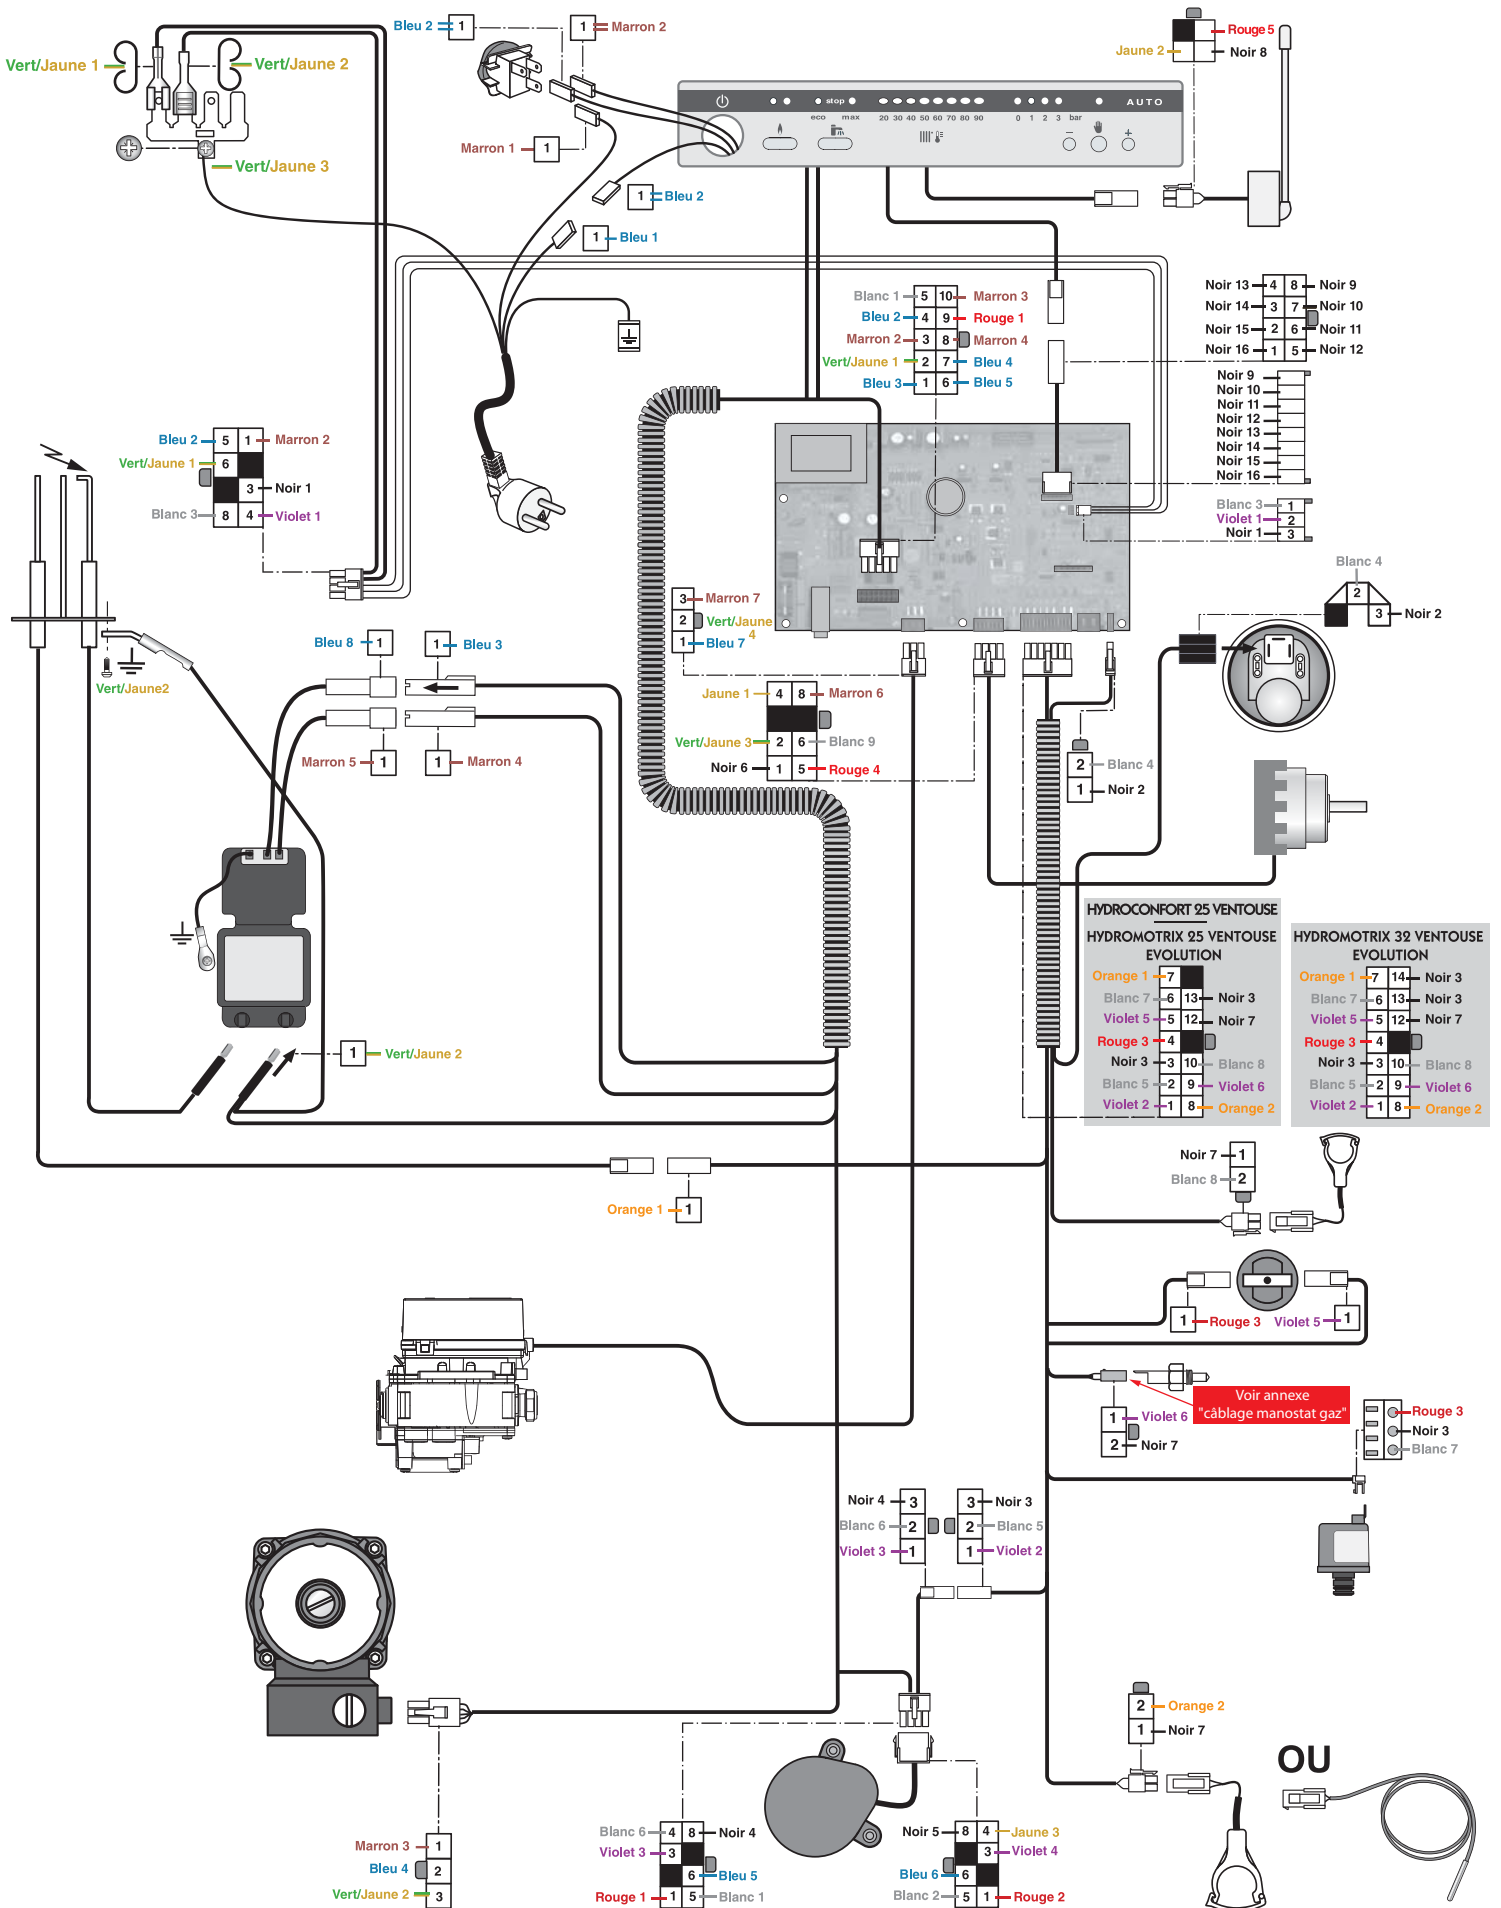 Bleu 2
1
1
Marron 2
Rouge 5
Jaune 2
Noir 8
Vert/Jaune 1
Vert/Jaune 2
stop
AUTO
eco
max
20 30 40 50 60 70 80 90
0 1 2 3 bar
- +
Marron 1
1
Vert/Jaune 3
1
Bleu 2
1
Bleu 1
Blanc 1 5 10 Marron 3
Bleu 2 4 9 Rouge 1
Marron 2 3 8 Marron 4
Vert/Jaune 1 2 7 Bleu 4
Bleu 3 1 6 Bleu 5
Noir 13 4 8 Noir 9
Noir 14 3 7 Noir 10
Noir 15 2 6 Noir 11
Noir 16 1 5 Noir 12
Noir 9
Noir 10
Noir 11
Noir 12
Noir 13
Noir 14
Noir 15
Noir 16
Bleu 2 5 1 Marron 2
Vert/Jaune 1 6
3 Noir 1
Blanc 3 8 4 Violet 1
Blanc 3 1
Violet 1 2
Noir 1 3
Blanc 4
2
3 Noir 2
3 Marron 7
2 Vert/Jaune 4
1 Bleu 7
Bleu 8 1
1 Bleu 3
Vert/Jaune2
Jaune 1 4 8 Marron 6
Vert/Jaune 3 2 6 Blanc 9
Noir 6 1 5 Rouge 4
Marron 5 1
1 Marron 4
2 Blanc 4
1 Noir 2
HYDROCONFORT 25 VENTOUSE
HYDROMOTRIX 25 VENTOUSE
EVOLUTION
Orange 1 7
Blanc 7 6 13 Noir 3
Violet 5 5 12 Noir 7
Rouge 3 4
Noir 3 3 10 Blanc 8
Blanc 5 2 9 Violet 6
Violet 2 1 8 Orange 2
HYDROMOTRIX 32 VENTOUSE
EVOLUTION
Orange 1 7 14 Noir 3
Blanc 7 6 13 Noir 3
Violet 5 5 12 Noir 7
Rouge 3 4
Noir 3 3 10 Blanc 8
Blanc 5 2 9 Violet 6
Violet 2 1 8 Orange 2
1 Vert/Jaune 2
Noir 7 1
Blanc 8 2
Orange 1 1
1 Rouge 3
Violet 5 1
Voir annexe
"câblage manostat gaz"
1 Violet 6
2 Noir 7
Rouge 3
Noir 3
Blanc 7
Noir 4 3
Blanc 6 2
Violet 3 1
3 Noir 3
2 Blanc 5
1 Violet 2
2 Orange 2
1 Noir 7
OU
Marron 3 1
Bleu 4 2
Vert/Jaune 2 3
Blanc 6 4 8 Noir 4
Violet 3 3
6 Bleu 5
Rouge 1 1 5 Blanc 1
Noir 5 8 4 Jaune 3
3 Violet 4
Bleu 6 6
Blanc 2 5 1 Rouge 2